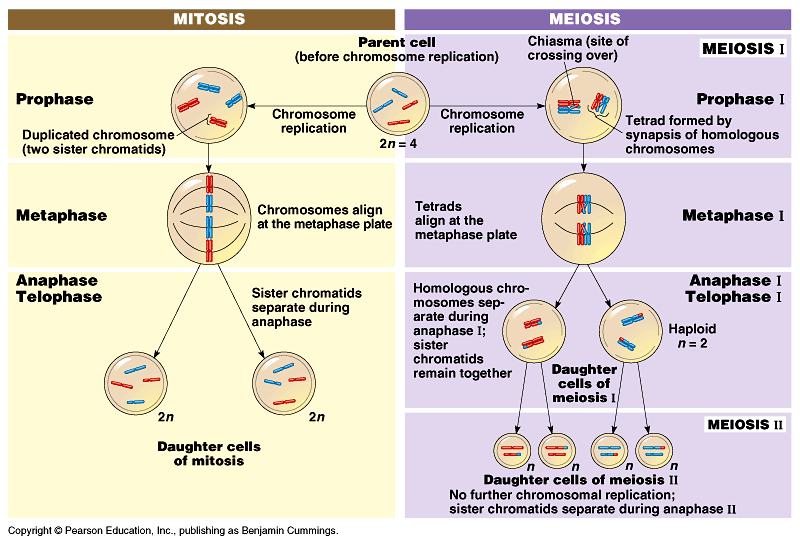 MITOSIS
MEIOSIS
Parent cell
(before chromosome replication)
Chiasma (site of
crossing over)
MEIOSIS I
Prophase
Prophase I
Chromosome
replication
Chromosome
replication
Duplicated chromosome
(two sister chromatids)
2n = 4
Tetrad formed by
synapsis of homologous
chromosomes
Metaphase
Chromosomes align
at the metaphase plate
Tetrads
align at the
metaphase plate
Metaphase I
Anaphase
Telophase
Sister chromatids
separate during
anaphase
Homologous chro-
mosomes sep-
arate during
anaphase I;
sister
chromatids
remain together
Anaphase I
Telophase I
Haploid
n = 2
Daughter
cells of
meiosis I
2n
2n
Daughter cells
of mitosis
MEIOSIS II
n
n
n
n
Daughter cells of meiosis II
No further chromosomal replication;
sister chromatids separate during anaphase II
Copyright © Pearson Education, Inc., publishing as Benjamin Cummings.